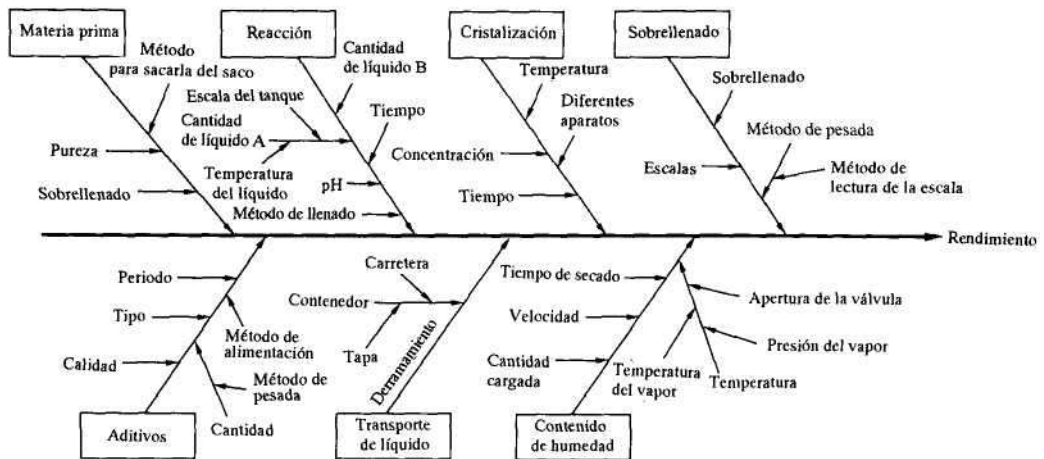 Materia prima
Reacción
Cristalización
Sobrellenado
Método
para sacarla del saco
Pureza
Sobrellenado
Cantidad
de líquido B
Escala del tanque
Tiempo
Cantidad
de líquido A
Temperatura
del líquido
pH
Método de llenado
Temperatura
Diferentes
aparatos
Concentración
Tiempo
Sobrellenado
Método de pesada
Escalas
Método de
lectura de la escala
Rendimiento
Periodo
Tipo
Método de
alimentación
Calidad
Método de
pesada
Cantidad
Aditivos
Carretera
Contenedor
Tapa
Derramamiento
Transporte
de líquido
Tiempo de secado
Velocidad
Cantidad
cargada
Apertura de la válvula
Presión del vapor
Temperatura
del vapor
Temperatura
Contenido
de humedad